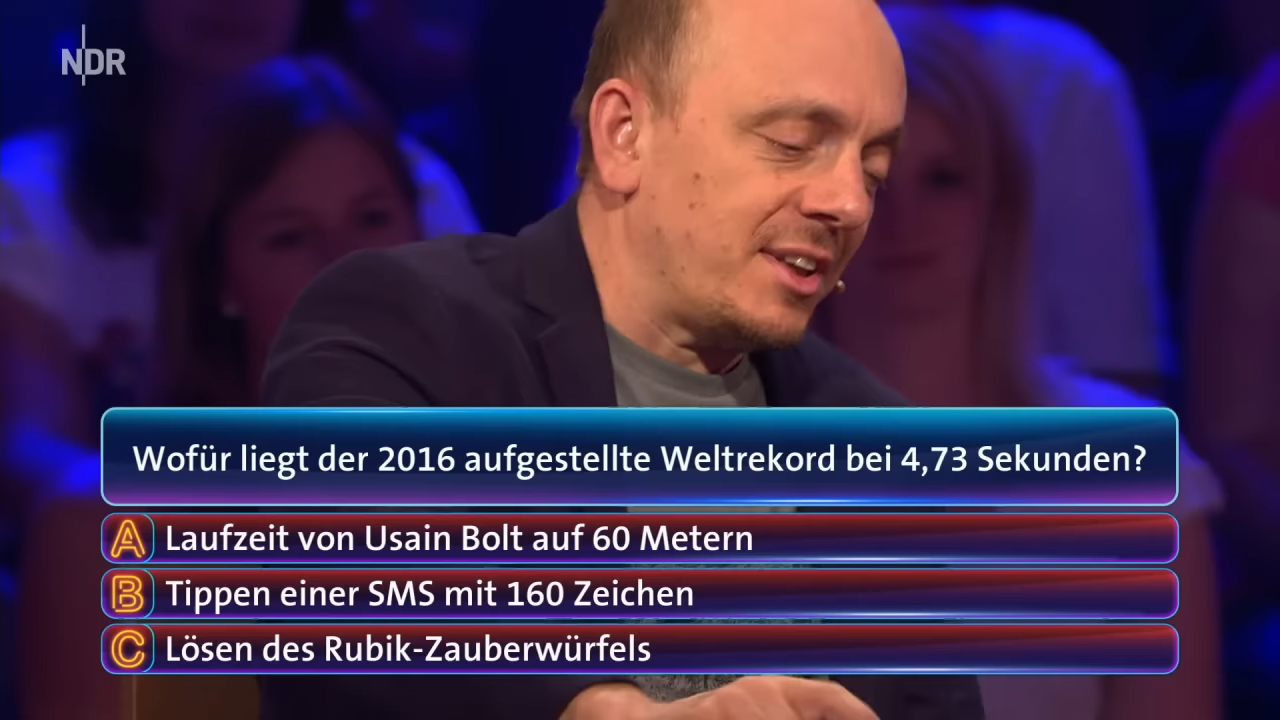 NDR
Wofür liegt der 2016 aufgestellte Weltrekord bei 4,73 Sekunden?
A Laufzeit von Usain Bolt auf 60 Metern
B Tippen einer SMS mit 160 Zeichen
C Lösen des Rubik-Zauberwürfels